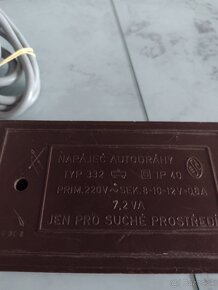 NAPÁJEČ AUTODRÁHY
TYP 332 IP 40
PRIM.220V~SEK.8-10-12V-0,6A
7,2 VA
JEN PRO SUCHÉ PROSTŘEDÍ